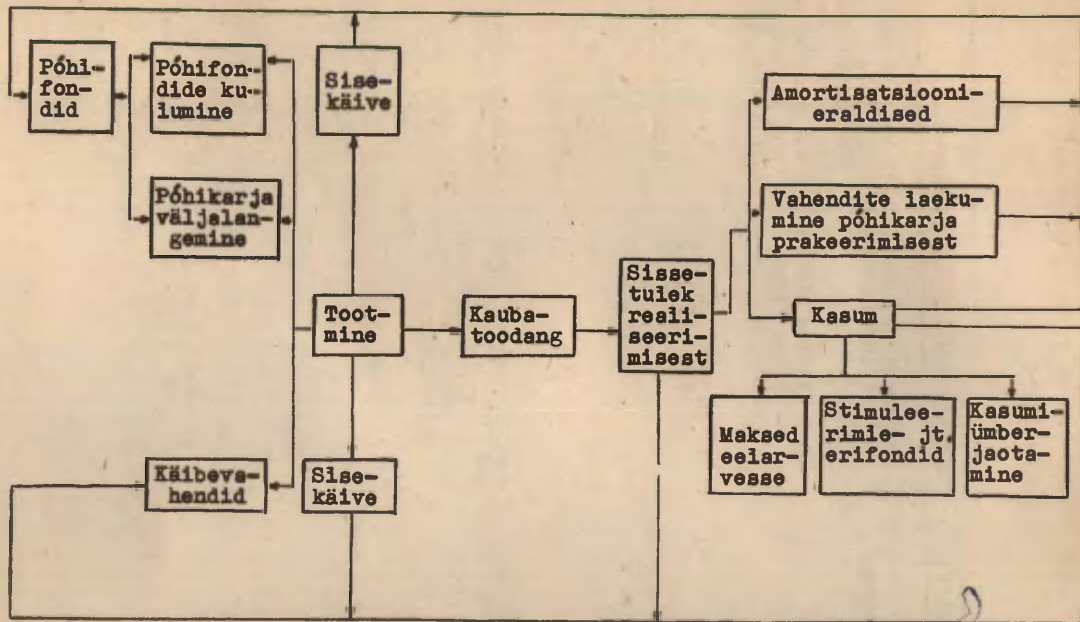 Põhi-
fon-
did
Põhifon-
dide ku-
lumine
Sise-
käive
Põhikarja
väljalan-
gemine
Toot-
mine
Kauba-
toodang
Sisse-
tulek
reali-
seeri-
misest
Amortisatsiooni-
eraldised
Vahendite laeku-
mine põhikarja
prakeerimisest
Kasum
Maksed
eelar-
vesse
Stimulee-
rimis- jt.
erifondid
Kasumi-
ümber-
jaota-
mine
Käibeva-
hendid
Sise-
käive